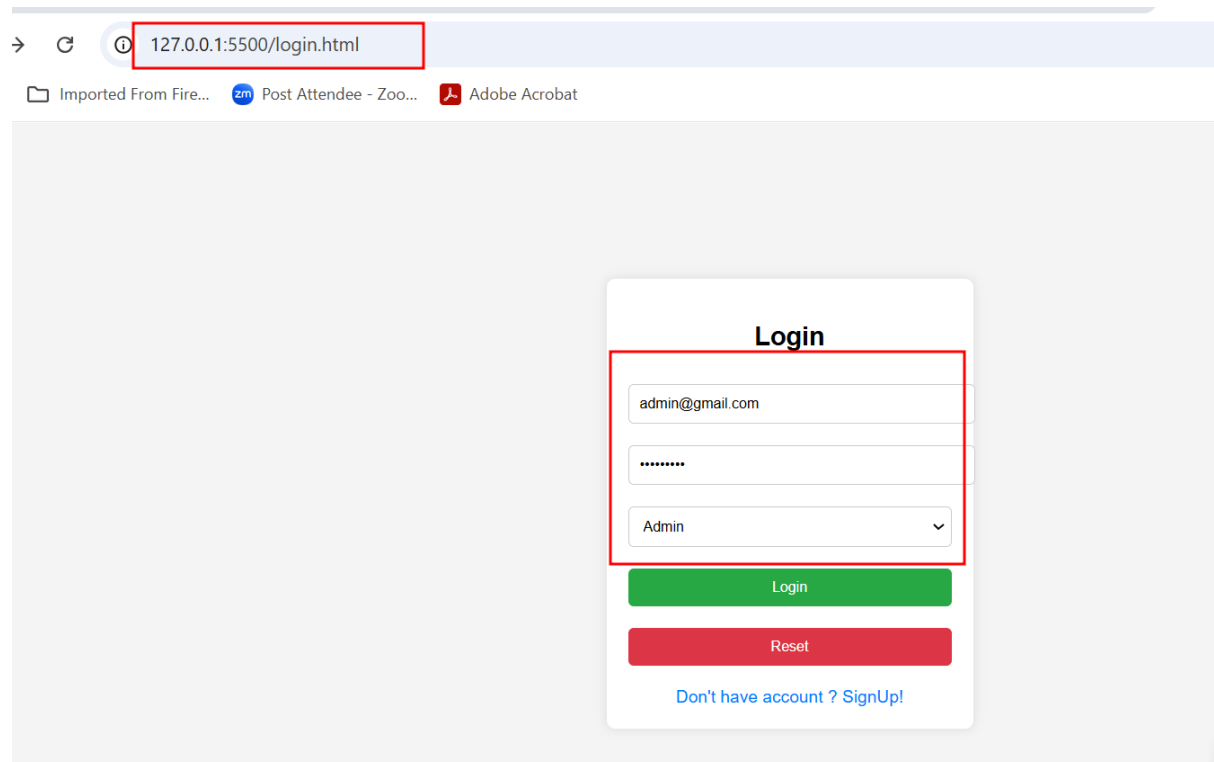 127.0.0.1:5500/login.html
Imported From Fire... zm Post Attendee - Zoo... Adobe Acrobat
Login
admin@gmail.com
•••••••••
Admin
Login
Reset
Don't have account ? SignUp!